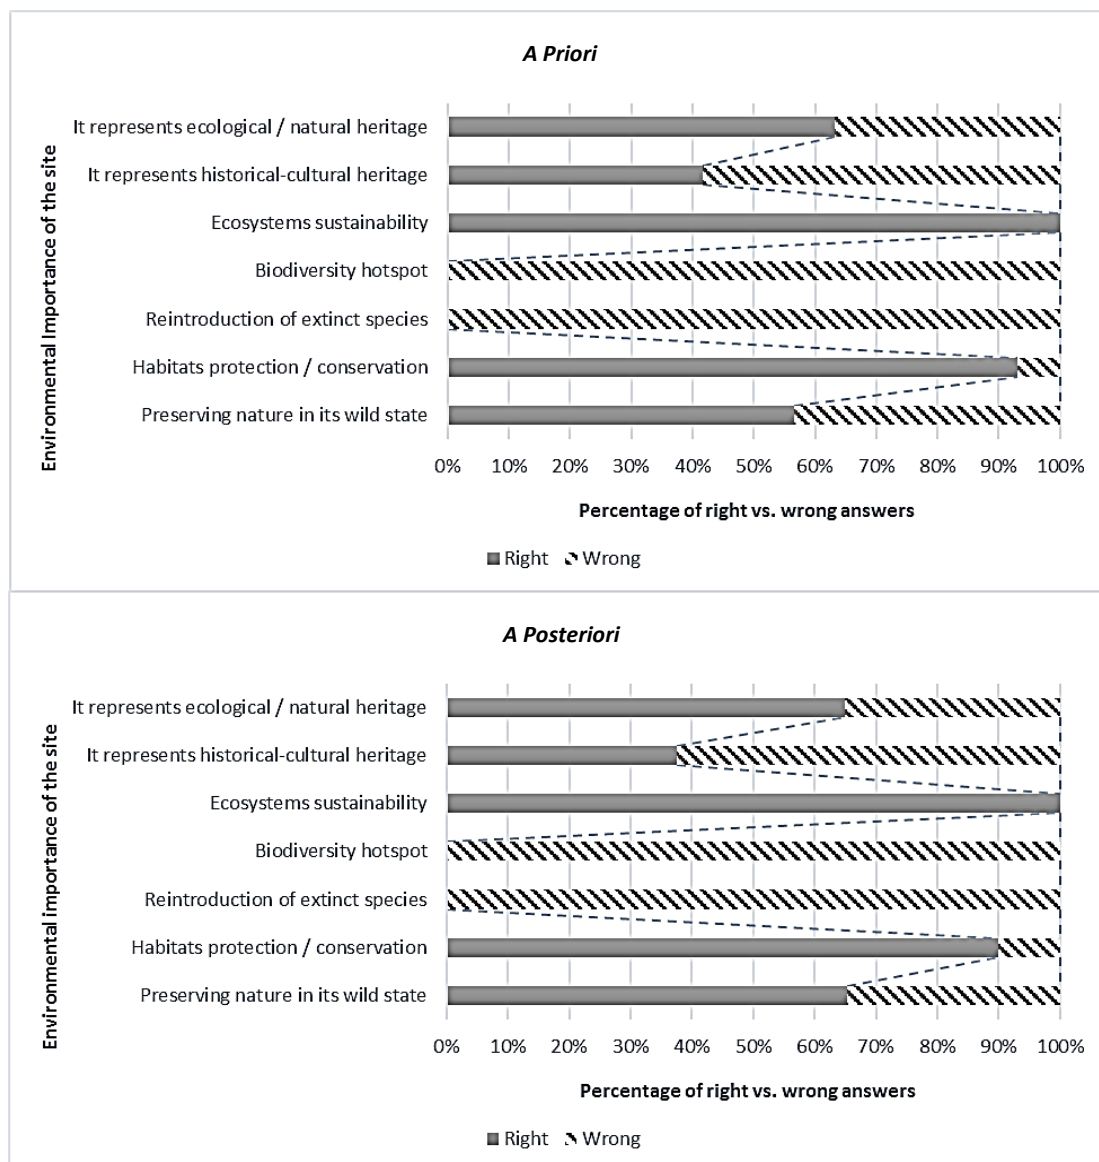 A Priori
Environmental Importance of the site
It represents ecological / natural heritage
It represents historical-cultural heritage
Ecosystems sustainability
Biodiversity hotspot
Reintroduction of extinct species
Habitats protection / conservation
Preserving nature in its wild state
0% 10% 20% 30% 40% 50% 60% 70% 80% 90% 100%
Percentage of right vs. wrong answers
Right Wrong
A Posteriori
Environmental importance of the site
It represents ecological / natural heritage
It represents historical-cultural heritage
Ecosystems sustainability
Biodiversity hotspot
Reintroduction of extinct species
Habitats protection / conservation
Preserving nature in its wild state
0% 10% 20% 30% 40% 50% 60% 70% 80% 90% 100%
Percentage of right vs. wrong answers
Right Wrong